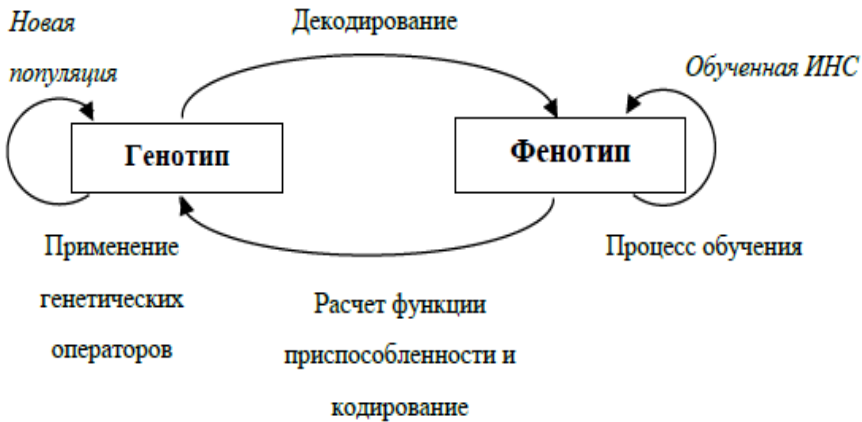 Новая
популяция
Декодирование
Обученная ИНС
Генотип
Фенотип
Применение
генетических
операторов
Расчет функции
приспособленности и
кодирование
Процесс обучения